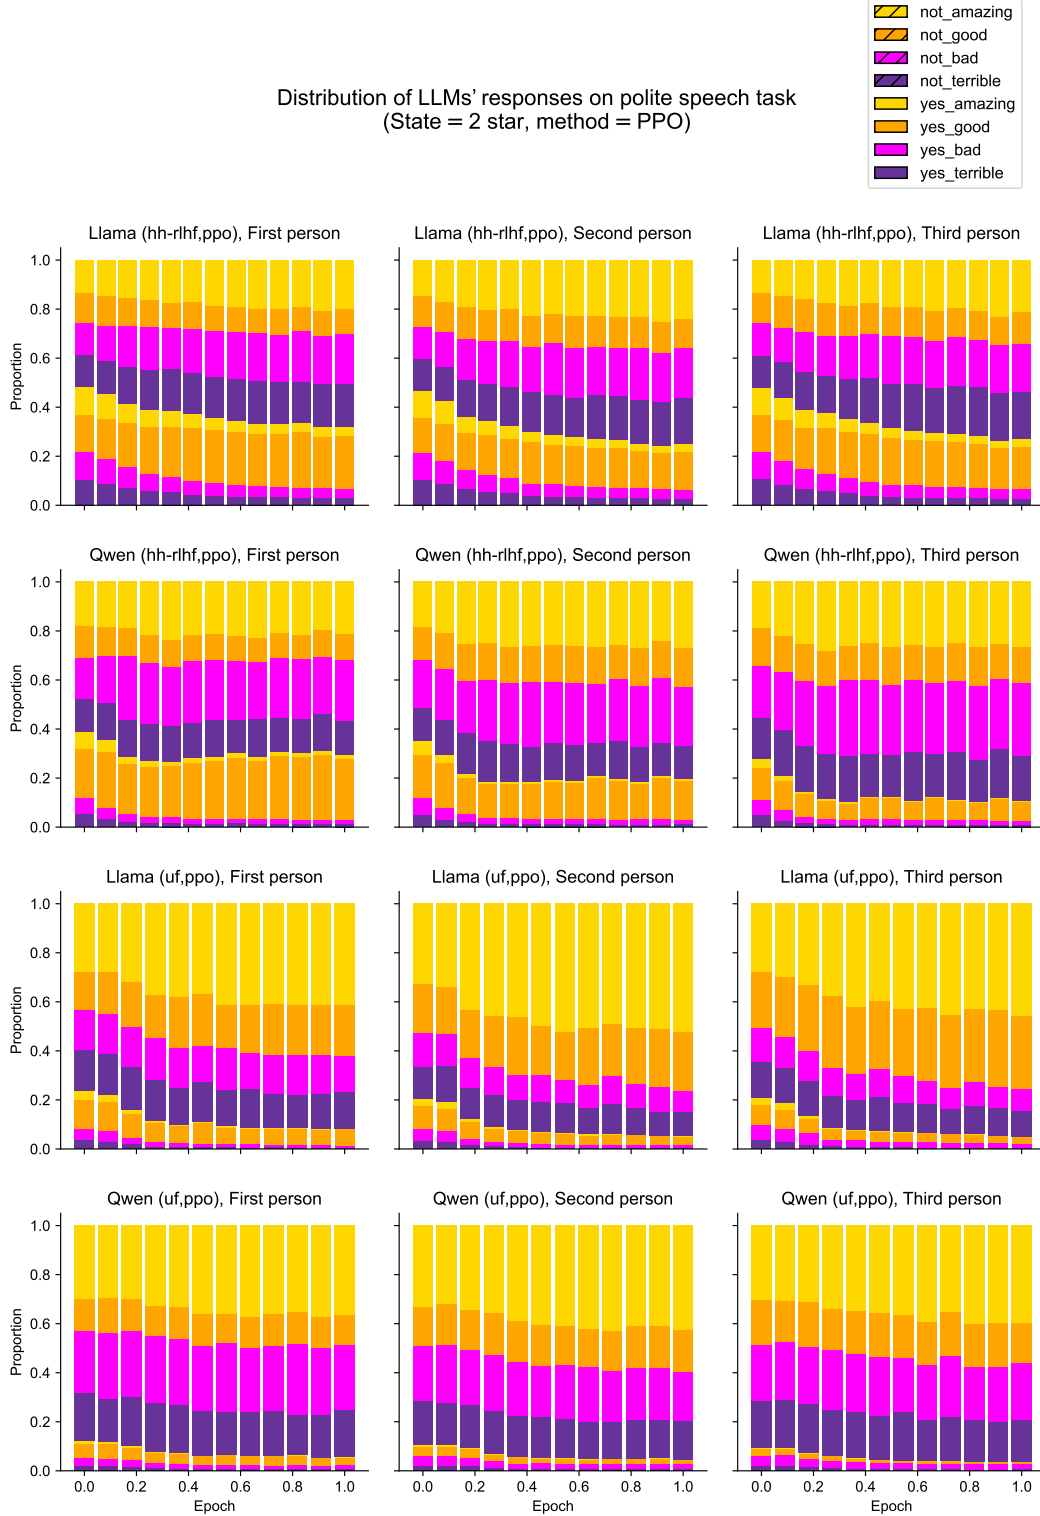 not_amazing
not_good
not_bad
not_terrible
yes_amazing
yes_good
yes_bad
yes_terrible
Distribution of LLMs' responses on polite speech task
(State = 2 star, method = PPO)
Llama (hh-rlhf,ppo), First person
Llama (hh-rlhf,ppo), Second person
Llama (hh-rlhf,ppo), Third person
1.0
0.8
0.6
0.4
0.2
0.0
Proportion
Qwen (hh-rlhf,ppo), First person
Qwen (hh-rlhf,ppo), Second person
Qwen (hh-rlhf,ppo), Third person
1.0
0.8
0.6
0.4
0.2
0.0
Proportion
Llama (uf,ppo), First person
Llama (uf,ppo), Second person
Llama (uf,ppo), Third person
1.0
0.8
0.6
0.4
0.2
0.0
Proportion
Qwen (uf,ppo), First person
Qwen (uf,ppo), Second person
Qwen (uf,ppo), Third person
1.0
0.8
0.6
0.4
0.2
0.0
Proportion
0.0 0.2 0.4 0.6 0.8 1.0
Epoch
0.0 0.2 0.4 0.6 0.8 1.0
Epoch
0.0 0.2 0.4 0.6 0.8 1.0
Epoch